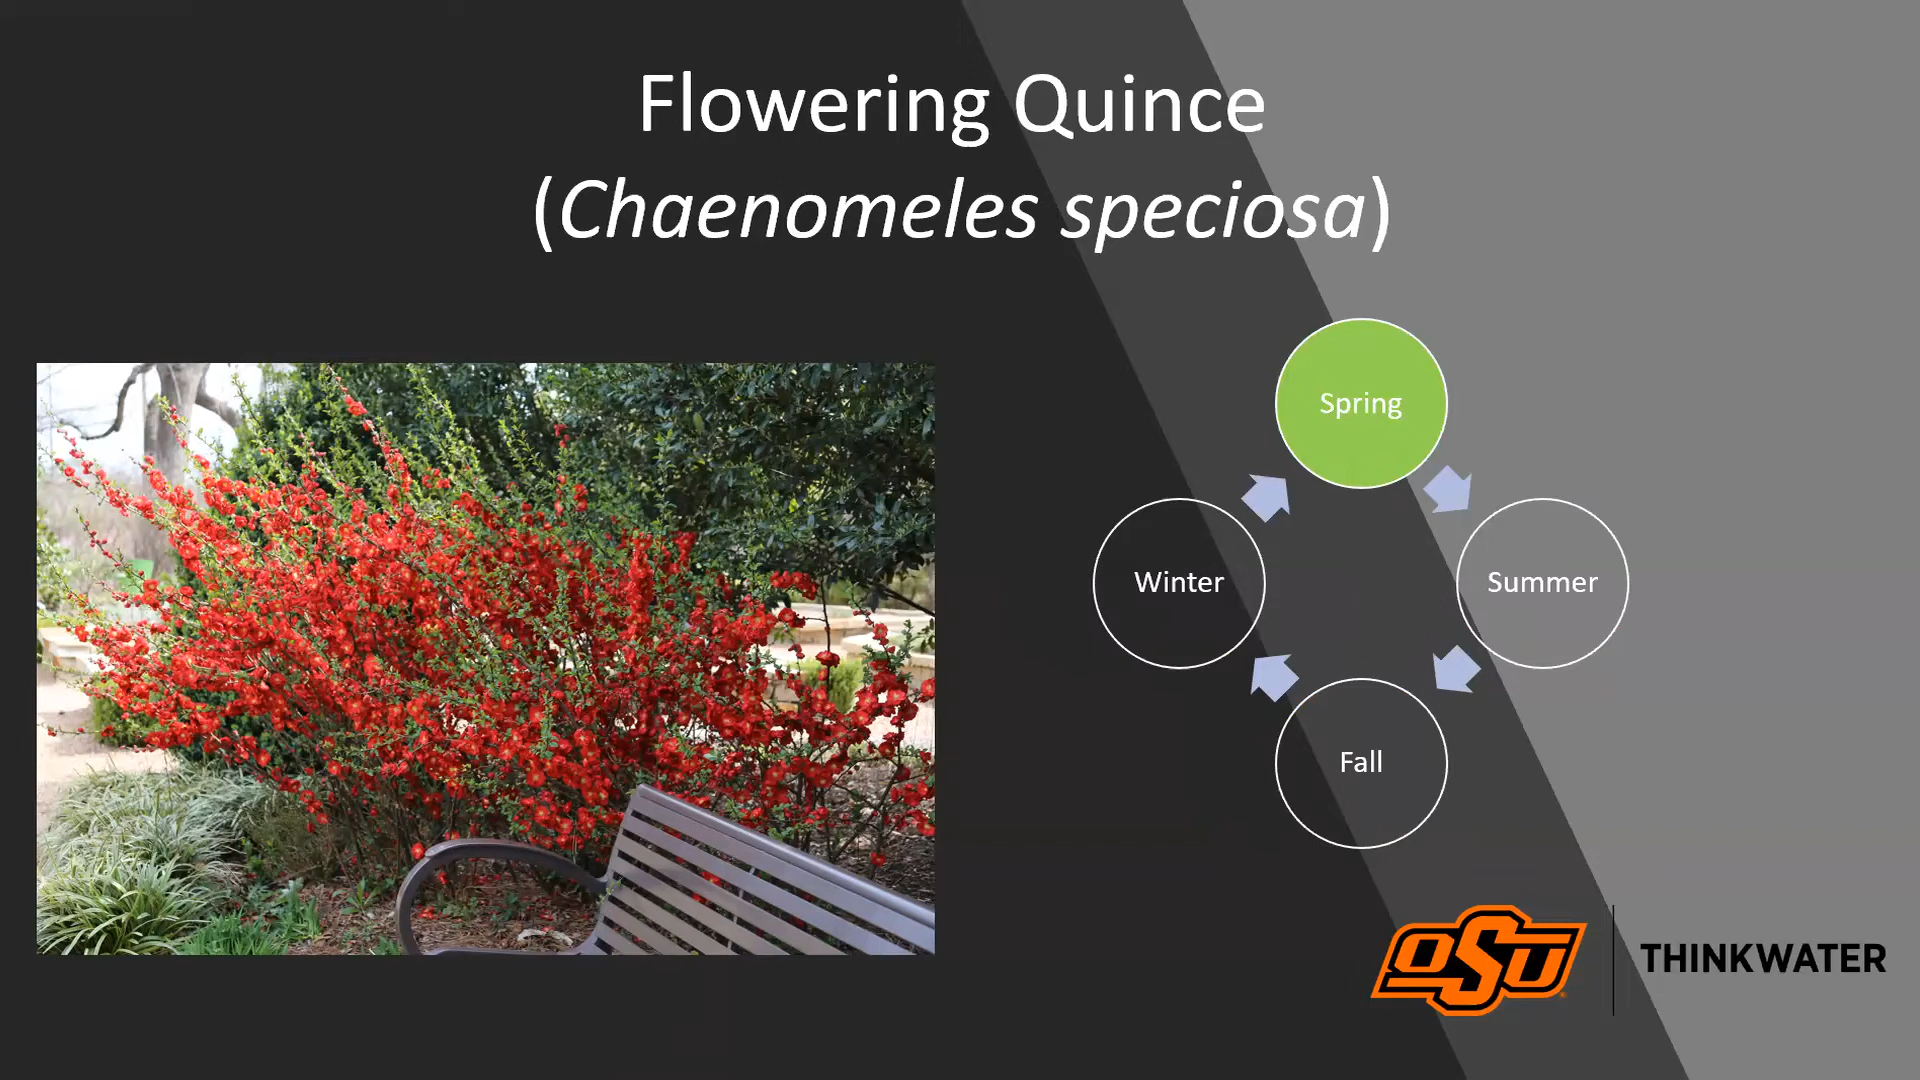 Flowering Quince
(Chaenomeles speciosa)
Spring
Winter
Summer
Fall
OSU
THINKWATER